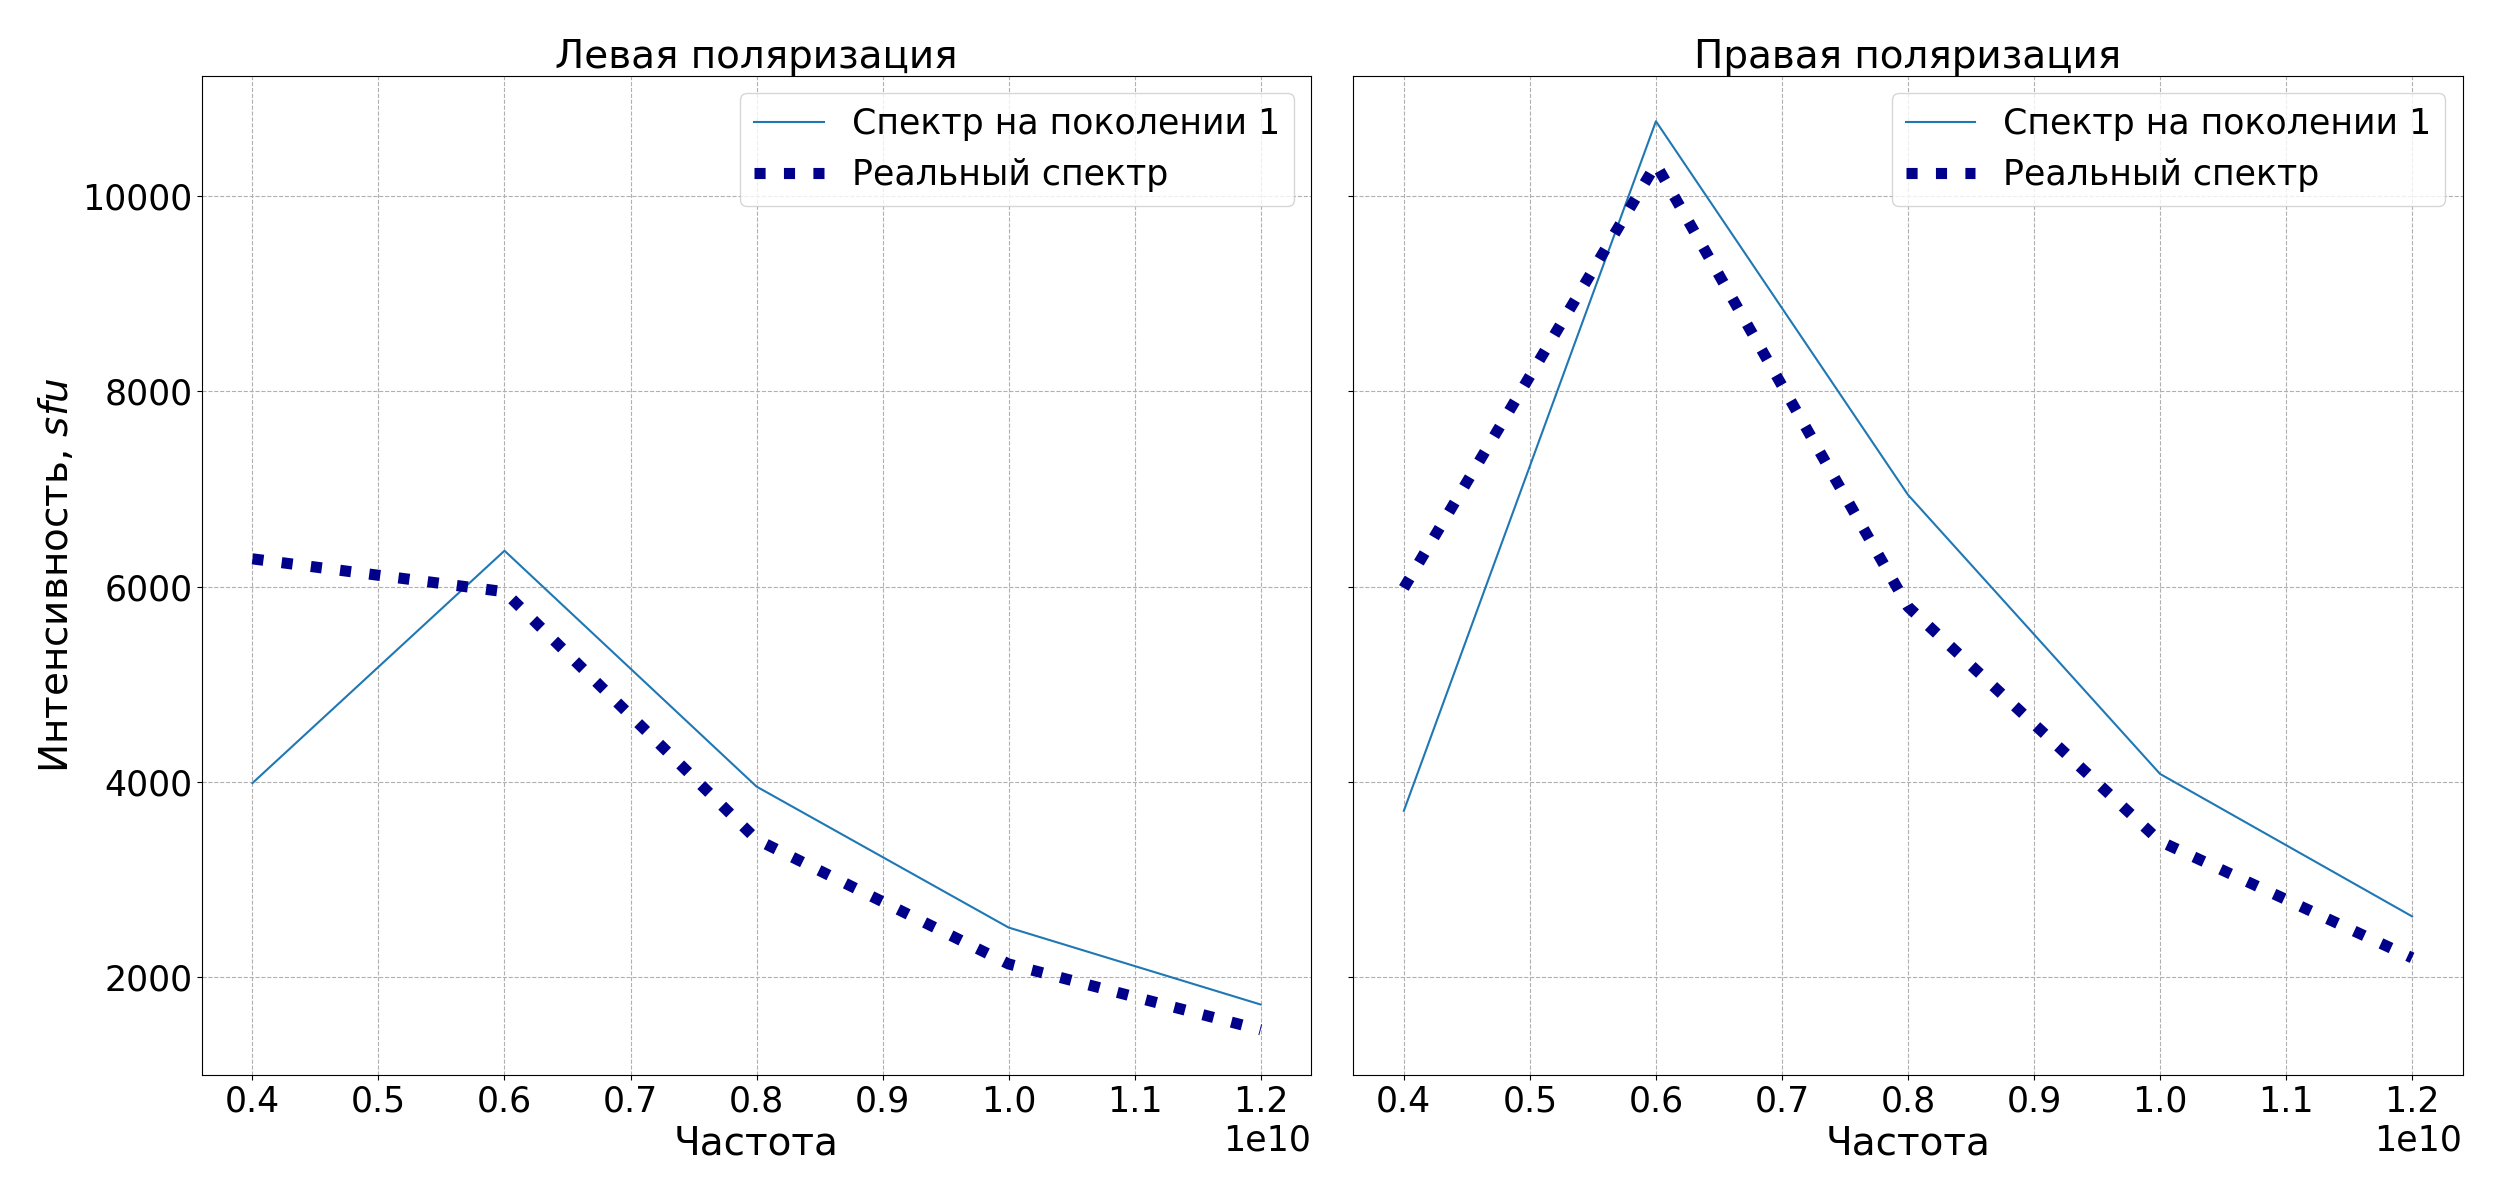 Левая поляризация
Спектр на поколении 1
Реальный спектр
Интенсивность, sfu
10000
8000
6000
4000
2000
0.4 0.5 0.6 0.7 0.8 0.9 1.0 1.1 1.2
1e10
Частота
Правая поляризация
Спектр на поколении 1
Реальный спектр
0.4 0.5 0.6 0.7 0.8 0.9 1.0 1.1 1.2
1e10
Частота